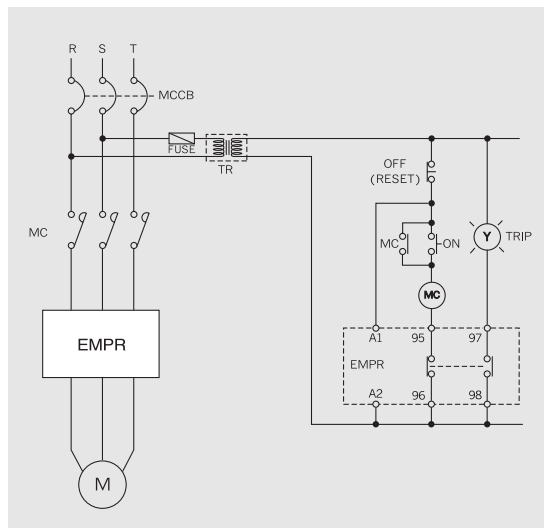 R S T
MCCB
FUSE
TR
OFF
(RESET)
MC
MC
ON
Y
TRIP
MC
EMPR
A1 95 97
EMPR
A2 96 98
M